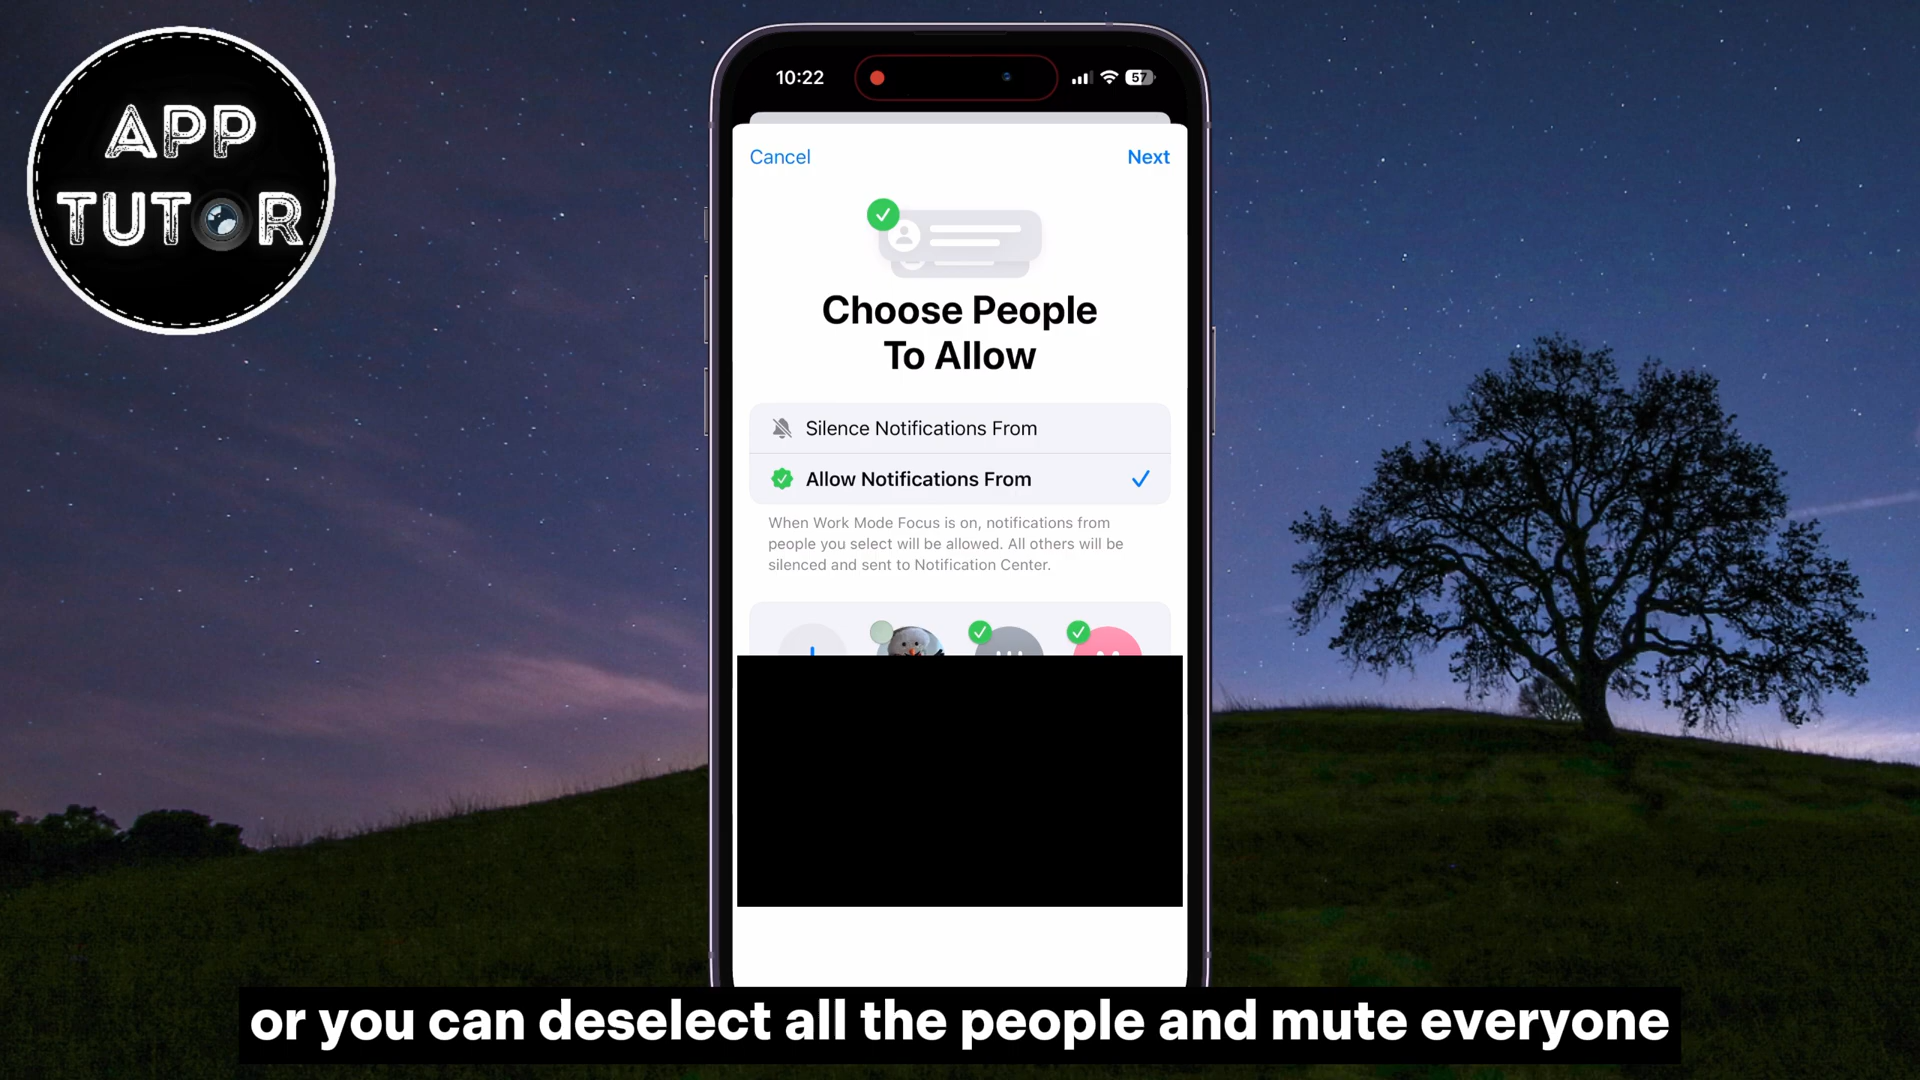 APP
TUTOR
10:22
57
Cancel
Next
Choose People
To Allow
Silence Notifications From
Allow Notifications From
When Work Mode Focus is on, notifications from
people you select will be allowed. All others will be
silenced and sent to Notification Center.
or you can deselect all the people and mute everyone